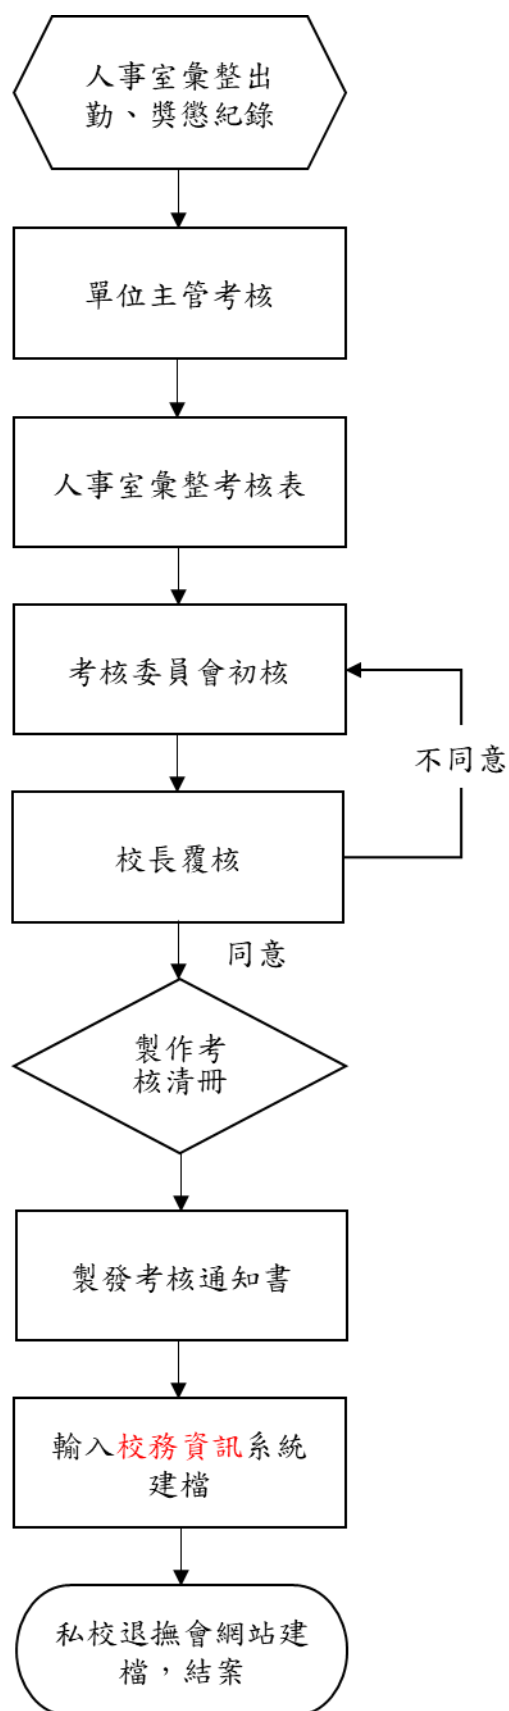 人事室彙整出
勤、獎懲紀錄
單位主管考核
人事室彙整考核表
考核委員會初核
不同意
校長覆核
同意
製作考
核清冊
製發考核通知書
輸入校務資訊系統
建檔
私校退撫會網站建
檔，結案